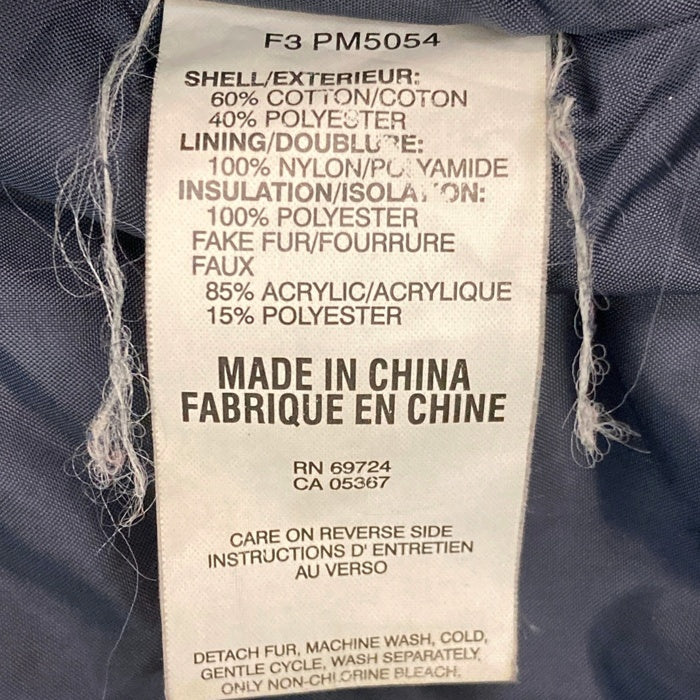 F3 PM5054
SHELL/EXTERIEUR:
60% COTTON/COTON
40% POLYESTER
LINING/DOUBLURE:
100% NYLON/POLYAMIDE
INSULATION/ISOLATION:
100% POLYESTER
FAKE FUR/FOURRURE
FAUX
85% ACRYLIC/ACRYLIQUE
15% POLYESTER
MADE IN CHINA
FABRIQUE EN CHINE
RN 69724
CA 05367
CARE ON REVERSE SIDE
INSTRUCTIONS D' ENTRETIEN
AU VERSO
DETACH FUR, MACHINE WASH, COLD,
GENTLE CYCLE, WASH SEPARATELY,
ONLY NON-CHLORINE BLEACH,